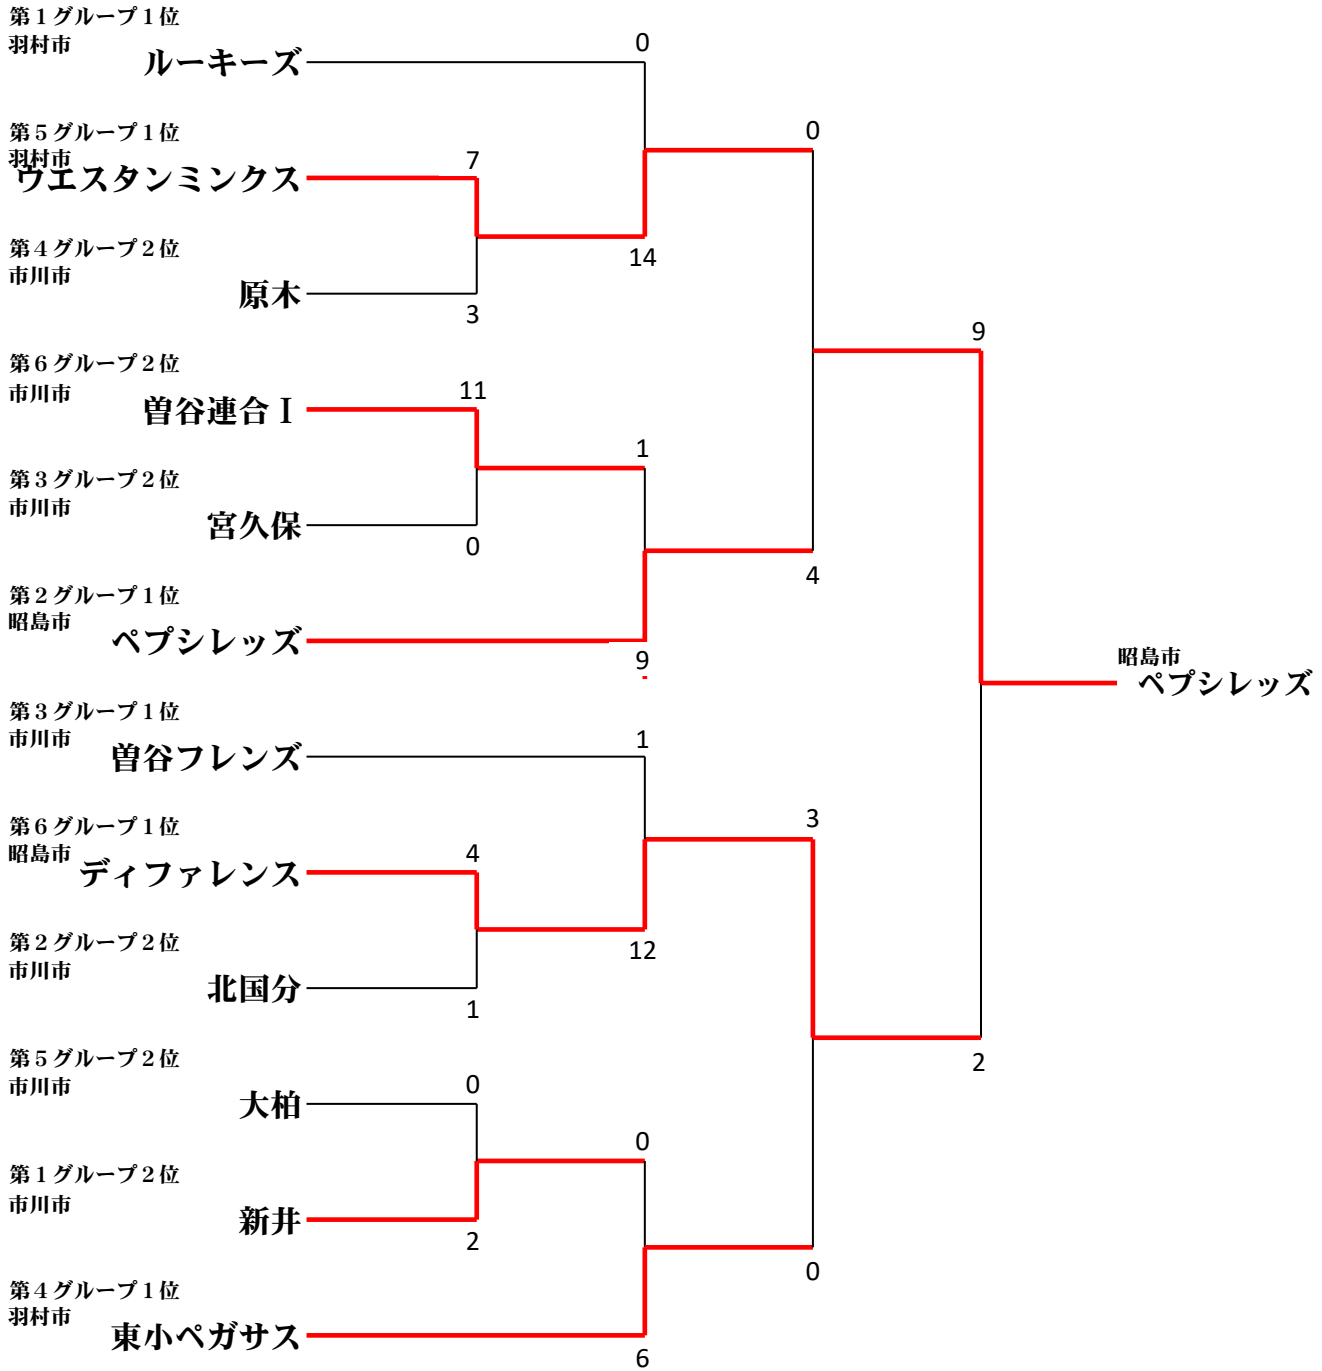 第１グループ１位
羽村市
ルーキーズ
0
第５グループ１位
羽村市
ウエスタンミンクス
7
0
第４グループ２位
市川市
原木
3
14
第６グループ２位
市川市
曽谷連合Ⅰ
11
9
第３グループ２位
市川市
宮久保
0
1
4
第２グループ１位
昭島市
ペプシレッズ
9
昭島市
ペプシレッズ
第３グループ１位
市川市
曽谷フレンズ
1
第６グループ１位
昭島市
ディファレンス
4
3
第２グループ２位
市川市
北国分
1
12
第５グループ２位
市川市
大柏
0
2
第１グループ２位
市川市
新井
2
0
第４グループ１位
羽村市
東小ペガサス
6
0